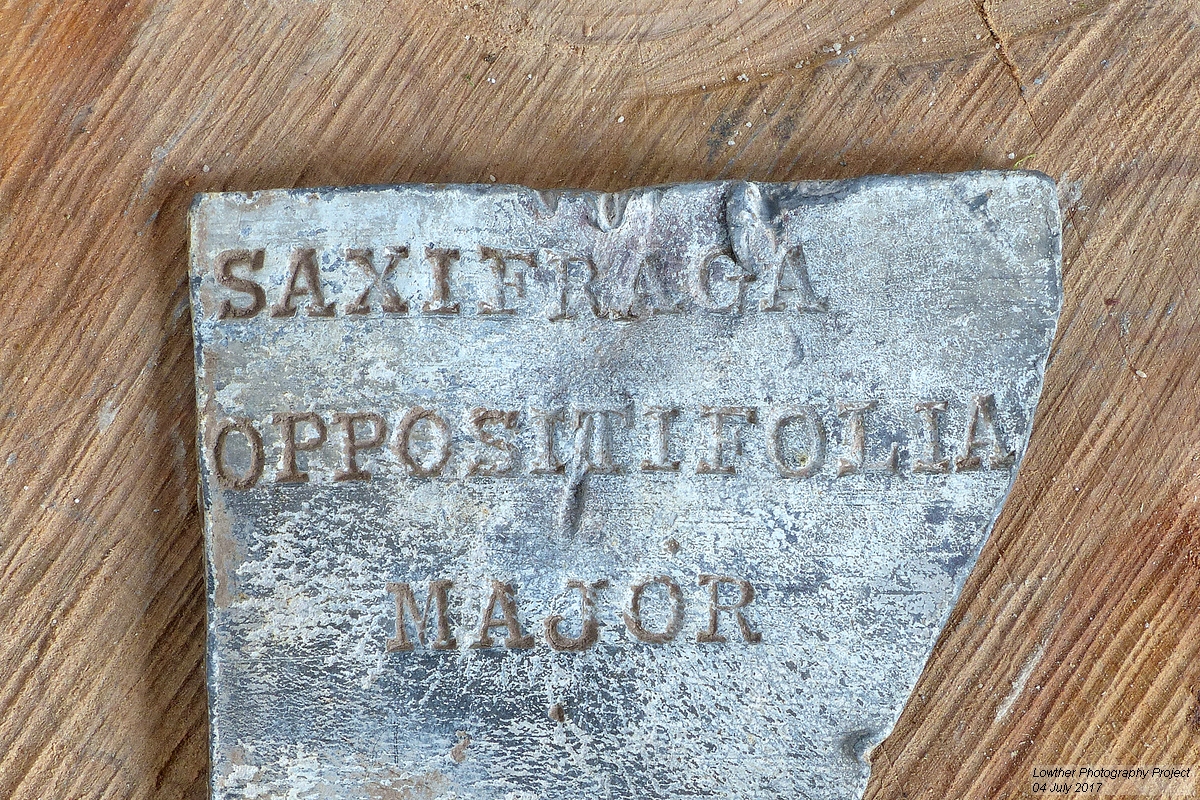 SAXIFRAGA
OPPOSITIFOLIA
MAJOR
Lowther Photography Project
04 July 2017